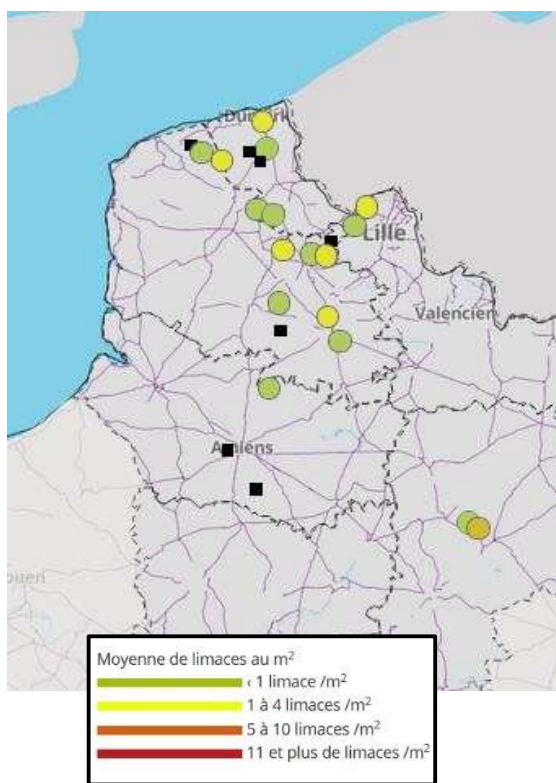 Lille
Valencien
Amiens
ouen
Moyenne de limaces au m²
‹ 1 limace /m²
1 à 4 limaces /m²
5 à 10 limaces /m²
11 et plus de limaces /m²